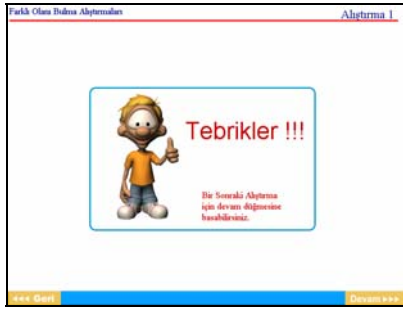 Farklı Olanı Bulma Alıştırmaları
Alıştırma 1
Tebrikler !!!
Bir Sonraki Alıştırma
için devam düğmesine
basabilirsiniz.
<<< Geri
Devam >>>